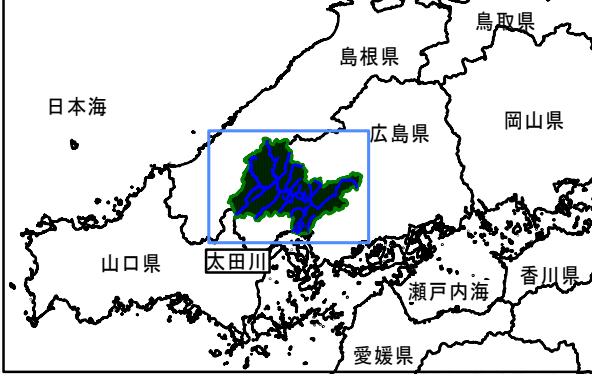 鳥取県
島根県
日本海
岡山県
広島県
山口県
太田川
香川県
瀬戸内海
愛媛県